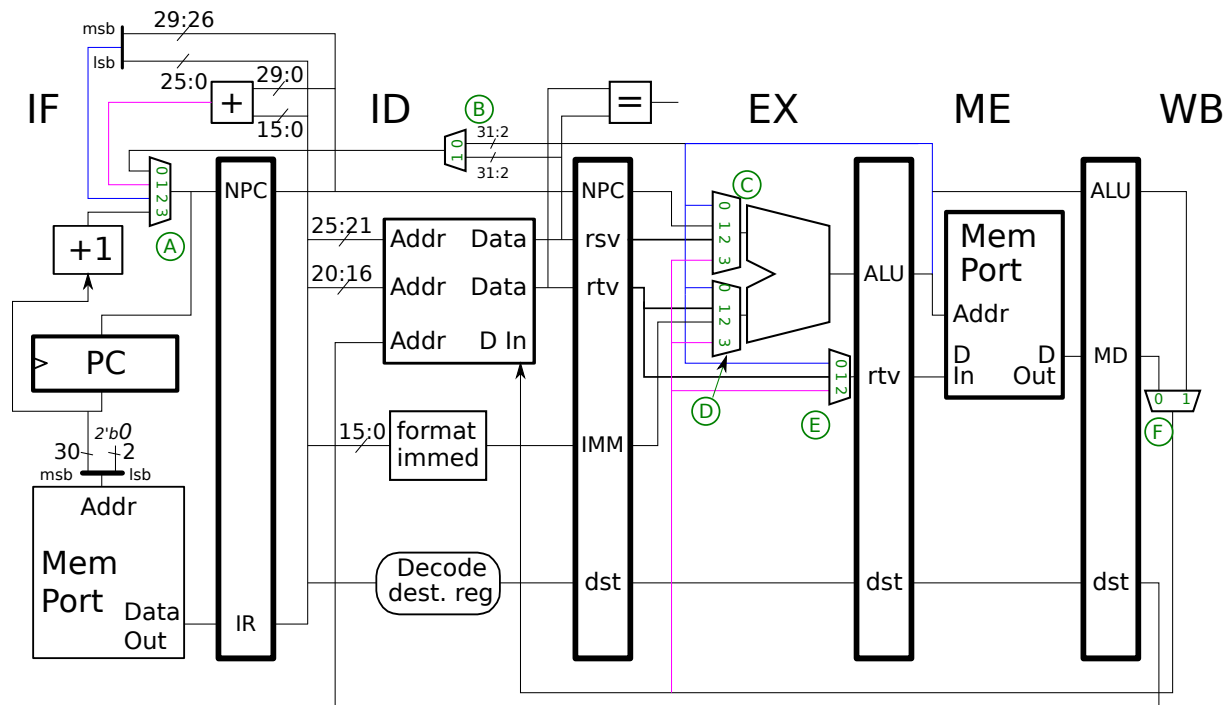 29:26
msb
lsb
25:0
29:0
15:0
+
=
IF
ID
EX
ME
WB
A
B
C
D
E
F
0 1
31:2
31:2
0 1 2 3
NPC
NPC
ALU
ALU
+1
PC
25:21
20:16
Addr Data
Addr Data
Addr D In
rsv
rtv
0 1 2 3
0 1 2 3
0 1 2
rtv
Mem
Port
Addr
D
In
D
Out
MD
0 1
15:0
format
immed
IMM
2'b0
30
2
msb
lsb
Addr
Mem
Port
Data
Out
IR
Decode
dest. reg
dst
dst
dst